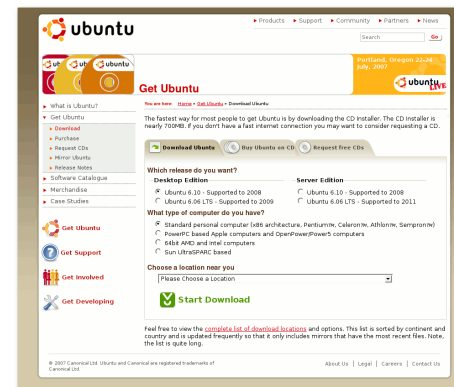 ubuntu
Products Support Community Partners News
Search Go
Portland, Oregon 22-24
July, 2007
ubuntu
LIVE
Get Ubuntu
You are here: Home » Get Ubuntu » Download Ubuntu
What is Ubuntu?
Get Ubuntu
Download
Purchase
Request CDs
Mirror Ubuntu
Release Notes
Software Catalogue
Merchandise
Case Studies
Get Ubuntu
Get Support
Get Involved
Get Developing
The fastest way for most people to get Ubuntu is by downloading the CD Installer. The CD Installer is
nearly 700MB. If you don't have a fast internet connection you may want to consider requesting a CD.
Download Ubuntu Buy Ubuntu on CD Request free CDs
Which release do you want?
Desktop Edition
Ubuntu 6.10 - Supported to 2008
Ubuntu 6.06 LTS - Supported to 2009
Server Edition
Ubuntu 6.10 - Supported to 2008
Ubuntu 6.06 LTS - Supported to 2011
What type of computer do you have?
Standard personal computer (x86 architecture, Pentium™, Celeron™, Athlon™, Sempron™)
PowerPC based Apple computers and OpenPower/Power5 computers
64bit AMD and Intel computers
Sun UltraSPARC based
Choose a location near you
Please Choose a Location
Start Download
Feel free to view the complete list of download locations and options. This list is sorted by continent and
country and is updated frequently so that it only includes mirrors that have the most recent files. Note,
the list is quite long.
© 2007 Canonical Ltd. Ubuntu and Canonical are registered trademarks of
Canonical Ltd.
About Us | Legal | Careers | Contact Us